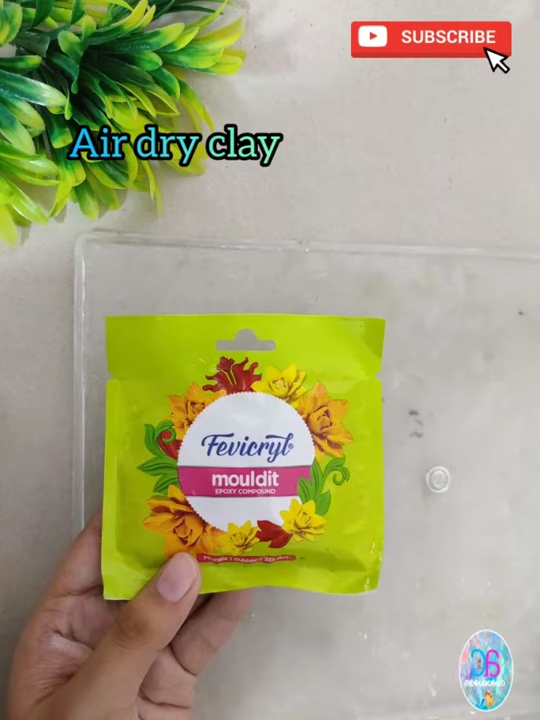 SUBSCRIBE
Air dry clay
Fevicryl®
mouldit
EPOXY COMPOUND